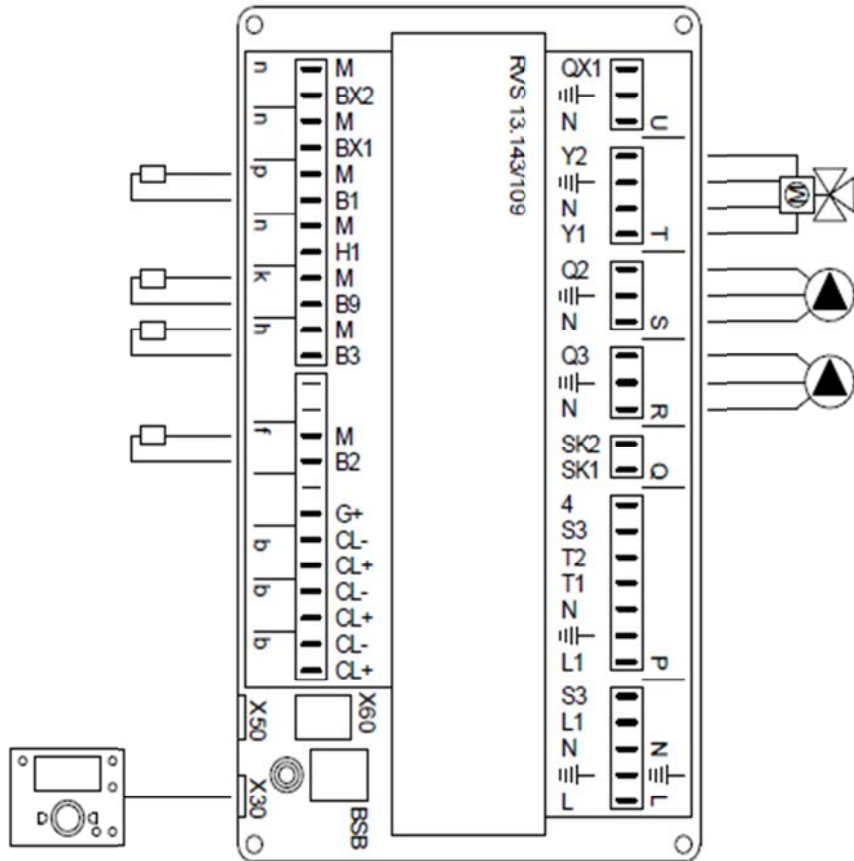 n
M
BX2
n
M
BX1
p
M
B1
n
M
H1
k
M
B9
h
M
B3
f
M
B2
G+
b
CL-
CL+
b
CL-
CL+
b
CL-
CL+
X50
X60
X30
BSB
RVS 13.143/109
QX1
N
U
Y2
N
Y1
T
Q2
N
S
Q3
N
R
SK2
SK1
Q
4
S3
T2
T1
N
L1
P
S3
L1
N
L
N
L
M